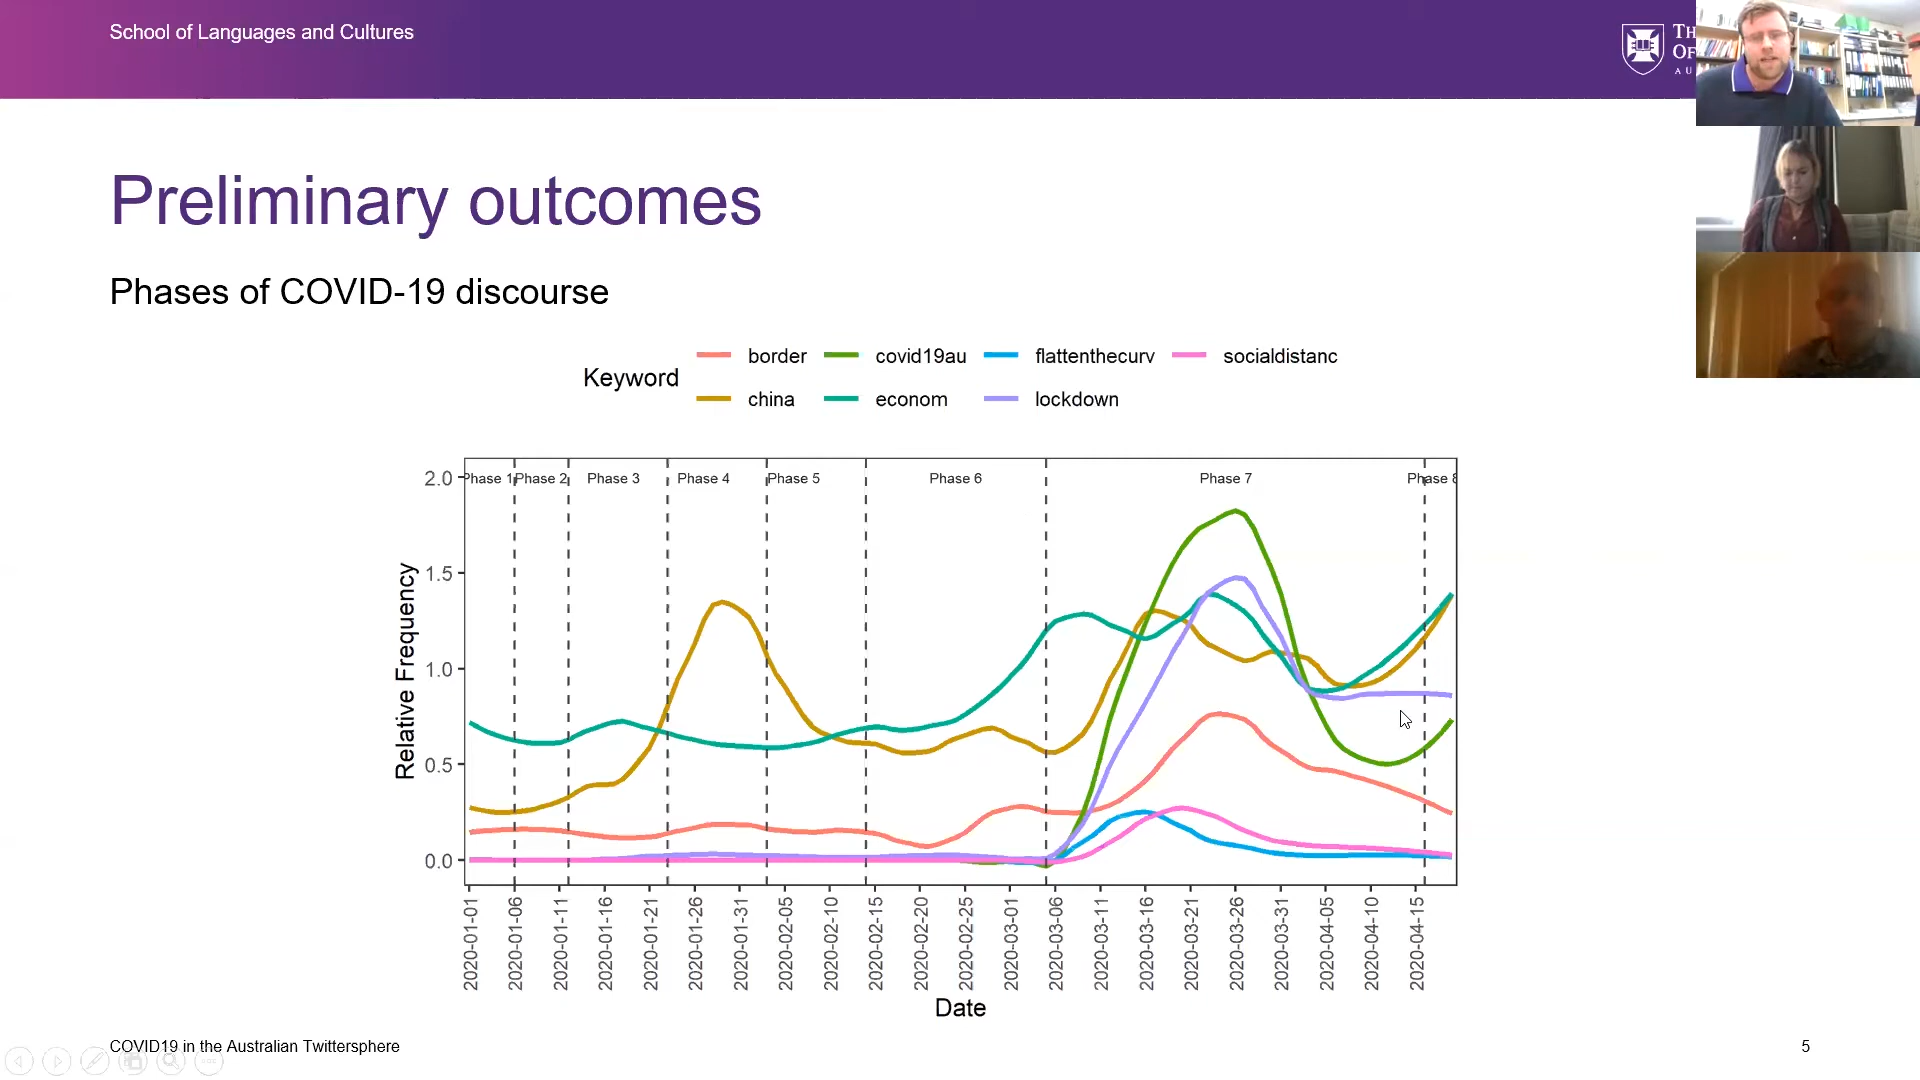 School of Languages and Cultures
Preliminary outcomes
Phases of COVID-19 discourse
Keyword
border
covid19au
flattenthecurv
socialdistanc
china
econom
lockdown
Phase 1
Phase 2
Phase 3
Phase 4
Phase 5
Phase 6
Phase 7
Phase 8
Relative Frequency
2.0
1.5
1.0
0.5
0.0
2020-01-01
2020-01-06
2020-01-11
2020-01-16
2020-01-21
2020-01-26
2020-01-31
2020-02-05
2020-02-10
2020-02-15
2020-02-20
2020-02-25
2020-03-01
2020-03-06
2020-03-11
2020-03-16
2020-03-21
2020-03-26
2020-03-31
2020-04-05
2020-04-10
2020-04-15
Date
COVID19 in the Australian Twittersphere
5